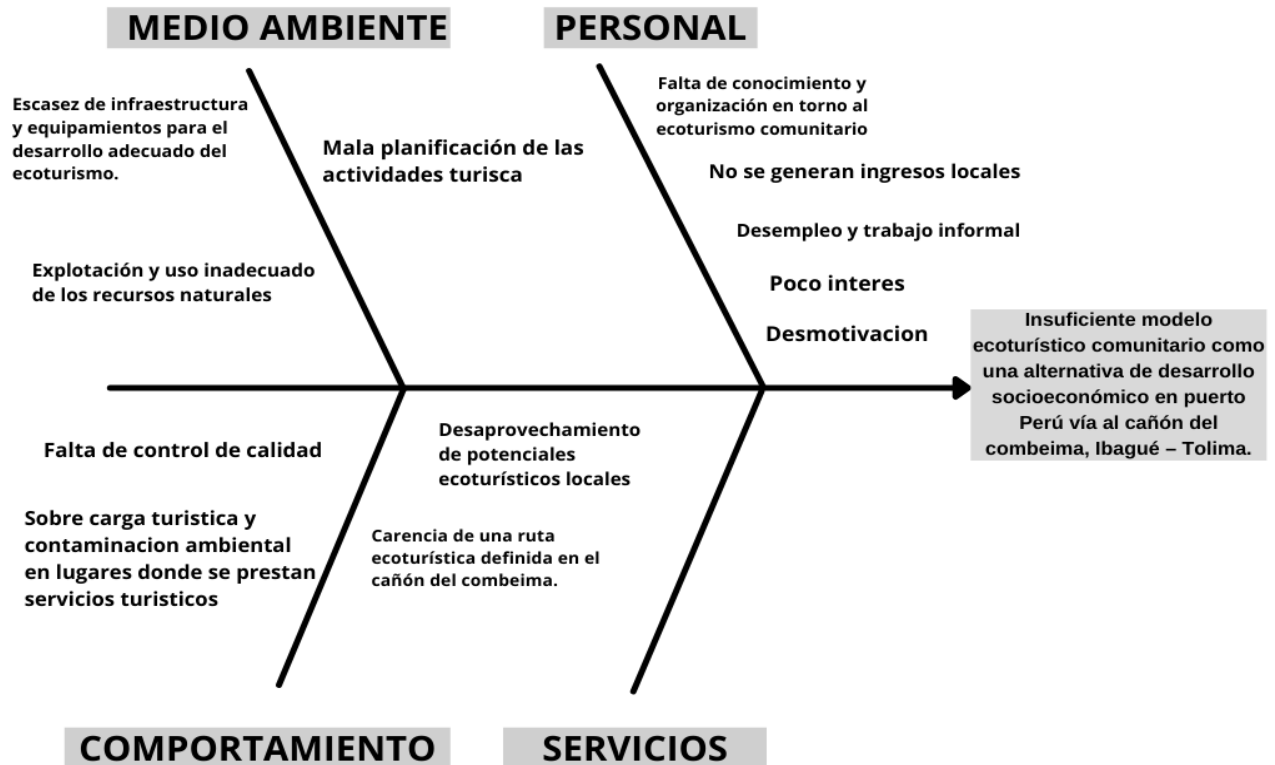 MEDIO AMBIENTE
PERSONAL
Escasez de infraestructura
y equipamientos para el
desarrollo adecuado del
ecoturismo.
Mala planificación de las
actividades turisca
Explotación y uso inadecuado
de los recursos naturales
Falta de conocimiento y
organización en torno al
ecoturismo comunitario
No se generan ingresos locales
Desempleo y trabajo informal
Poco interes
Desmotivacion
Insuficiente modelo
ecoturístico comunitario como
una alternativa de desarrollo
socioeconómico en puerto
Perú vía al cañón del
combeima, Ibagué – Tolima.
Falta de control de calidad
Sobre carga turistica y
contaminacion ambiental
en lugares donde se prestan
servicios turisticos
Desaprovechamiento
de potenciales
ecoturísticos locales
Carencia de una ruta
ecoturística definida en el
cañón del combeima.
COMPORTAMIENTO
SERVICIOS